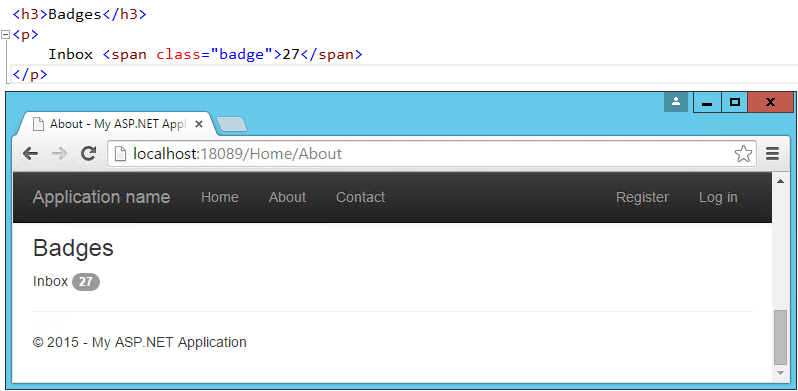 <h3>Badges</h3>
<p>
Inbox <span class="badge">27</span>
</p>
About - My ASP.NET Appl
localhost:18089/Home/About
Application name Home About Contact Register Log in
Badges
Inbox 27
© 2015 - My ASP.NET Application